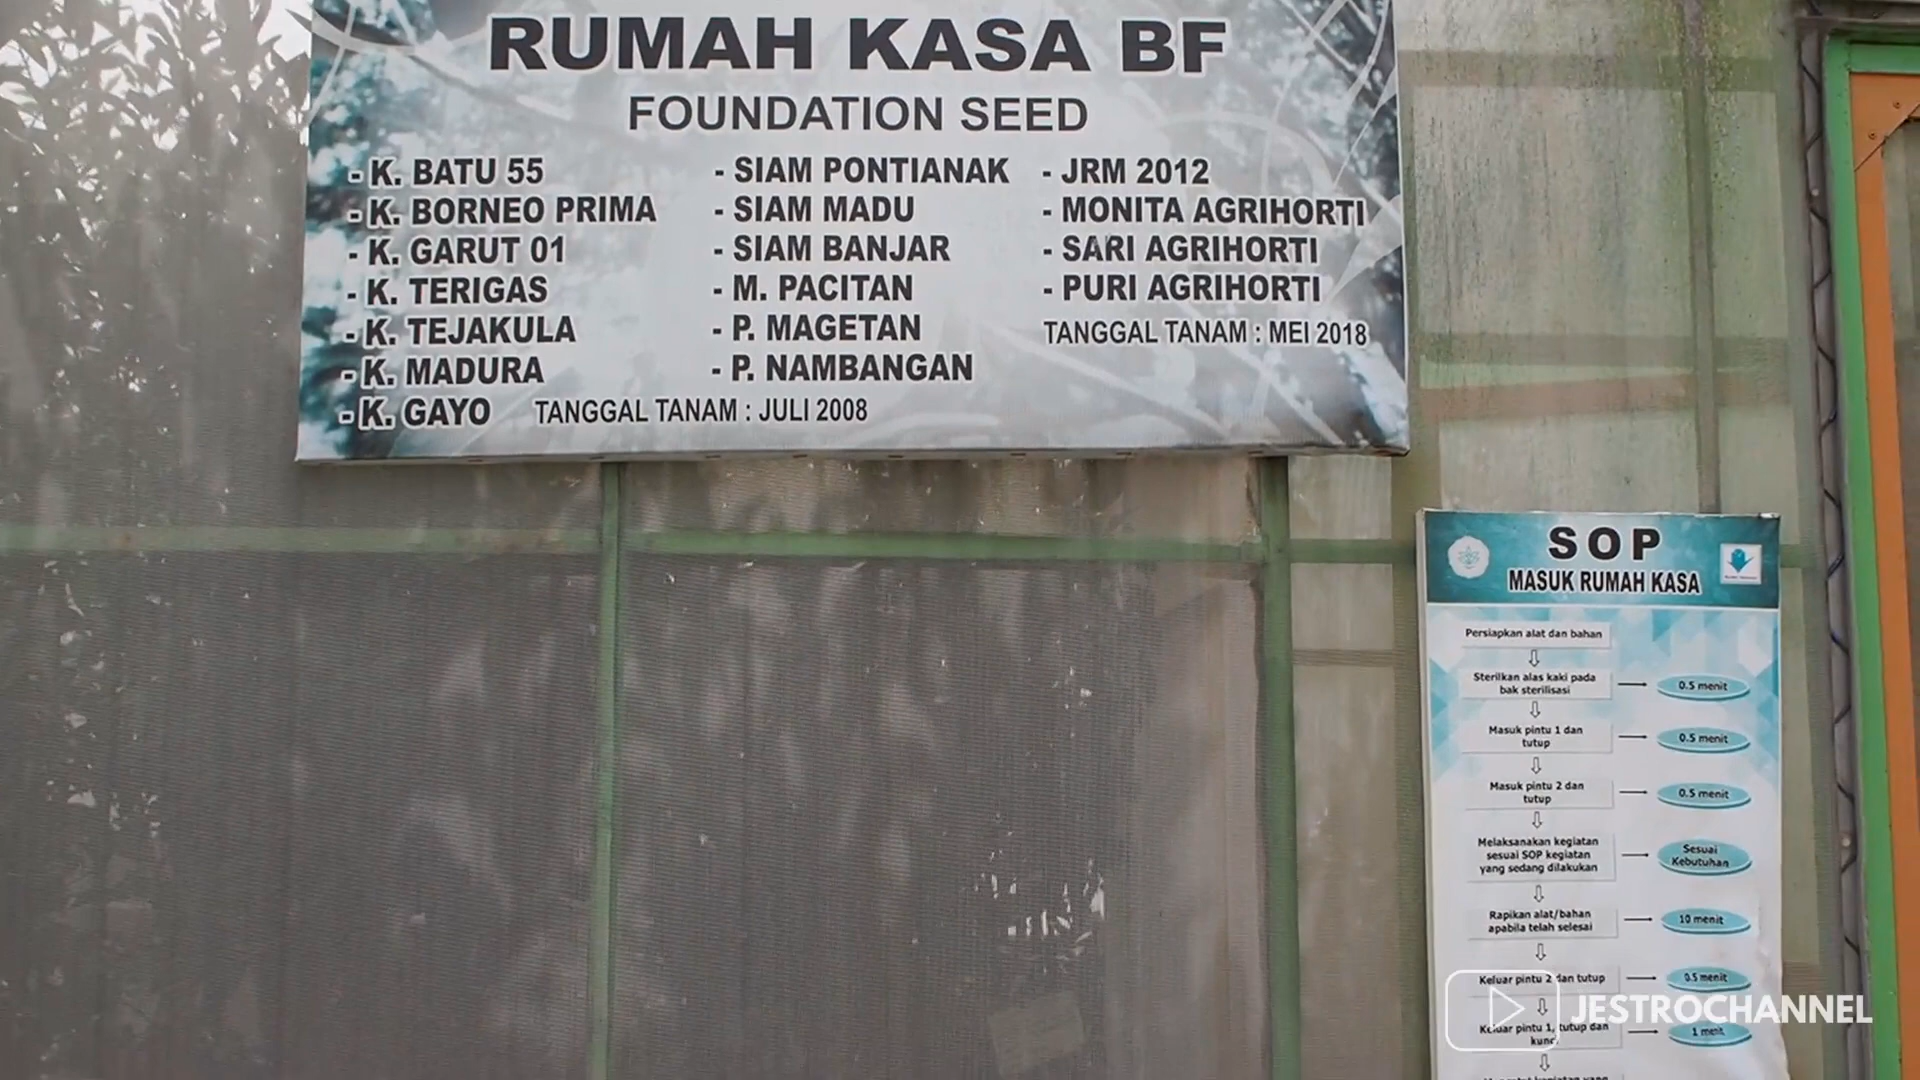 RUMAH KASA BF
FOUNDATION SEED
- K. BATU 55
- K. BORNEO PRIMA
- K. GARUT 01
- K. TERIGAS
- K. TEJAKULA
- K. MADURA
- K. GAYO
TANGGAL TANAM : JULI 2008
- SIAM PONTIANAK
- SIAM MADU
- SIAM BANJAR
- M. PACITAN
- P. MAGETAN
- P. NAMBANGAN
- JRM 2012
- MONITA AGRIHORTI
- SARI AGRIHORTI
- PURI AGRIHORTI
TANGGAL TANAM : MEI 2018
SOP
MASUK RUMAH KASA
Persiapkan alat dan bahan
Sterilkan alas kaki pada
bak sterilisasi
0.5 menit
Masuk pintu 1 dan
tutup
0.5 menit
Masuk pintu 2 dan
tutup
0.5 menit
Melaksanakan kegiatan
sesuai SOP kegiatan
yang sedang dilakukan
Sesuai
Kebutuhan
Rapikan alat/bahan
apabila telah selesai
10 menit
Keluar pintu 2 dan tutup
0.5 menit
Keluar pintu 1, tutup dan
kunci
1 menit
JESTROCHANNEL